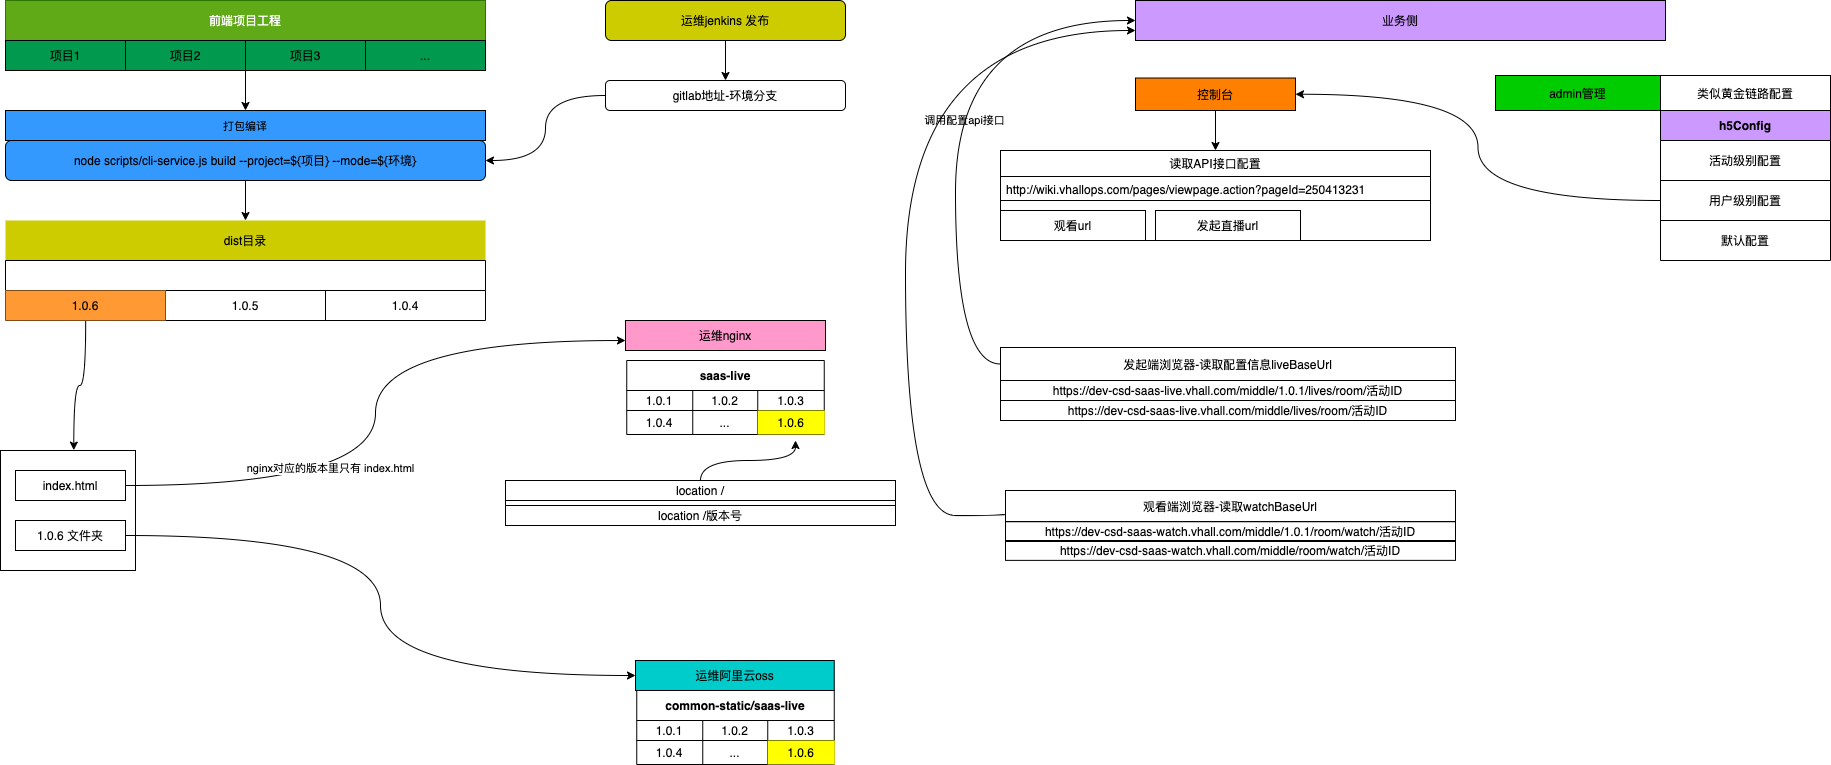 前端项目工程
项目1
项目2
项目3
...
打包编译
node scripts/cli-service.js build --project=${项目} --mode=${环境}
dist目录
1.0.6
1.0.5
1.0.4
index.html
1.0.6 文件夹
nginx对应的版本里只有 index.html
运维jenkins 发布
gitlab地址-环境分支
运维nginx
saas-live
1.0.1
1.0.2
1.0.3
1.0.4
...
1.0.6
location /
location /版本号
运维阿里云oss
common-static/saas-live
1.0.1
1.0.2
1.0.3
1.0.4
...
1.0.6
业务侧
调用配置api接口
控制台
读取API接口配置
http://wiki.vhallops.com/pages/viewpage.action?pageId=250413231
观看url
发起直播url
admin管理
类似黄金链路配置
h5Config
活动级别配置
用户级别配置
默认配置
发起端浏览器-读取配置信息liveBaseUrl
https://dev-csd-saas-live.vhall.com/middle/1.0.1/lives/room/活动ID
https://dev-csd-saas-live.vhall.com/middle/lives/room/活动ID
观看端浏览器-读取watchBaseUrl
https://dev-csd-saas-watch.vhall.com/middle/1.0.1/room/watch/活动ID
https://dev-csd-saas-watch.vhall.com/middle/room/watch/活动ID